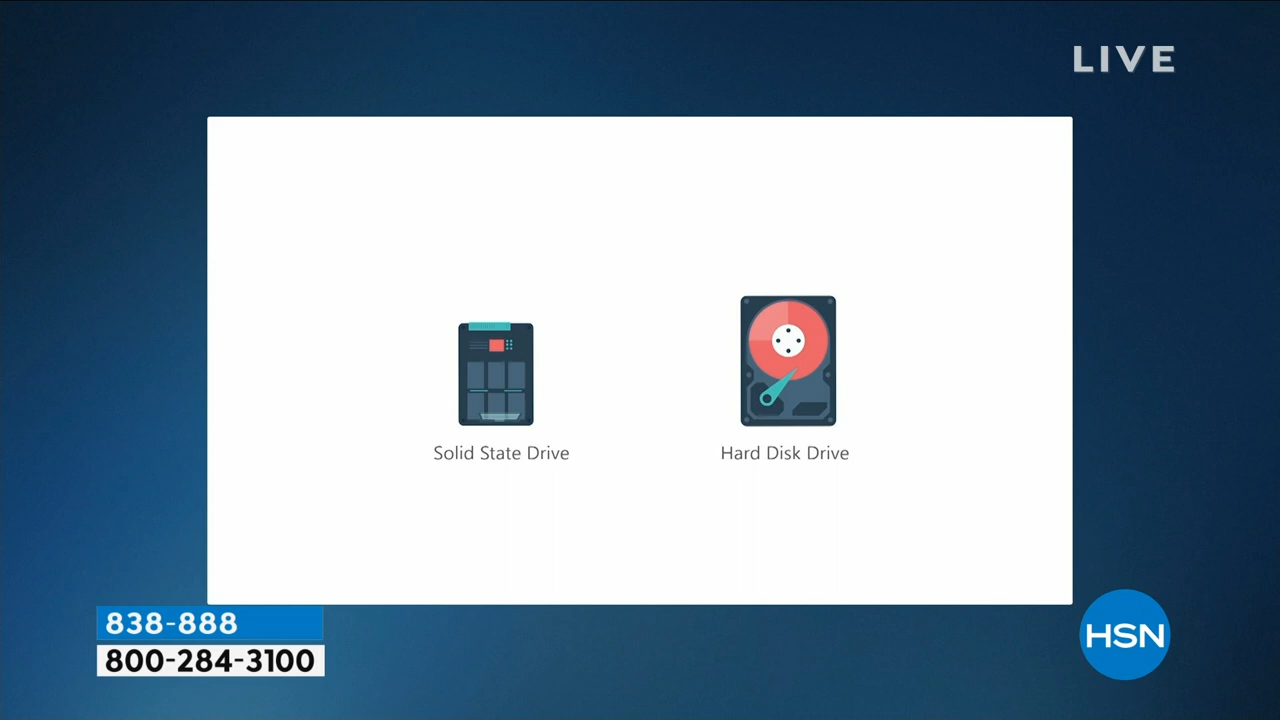 LIVE
Solid State Drive
Hard Disk Drive
838-888
800-284-3100
HSN